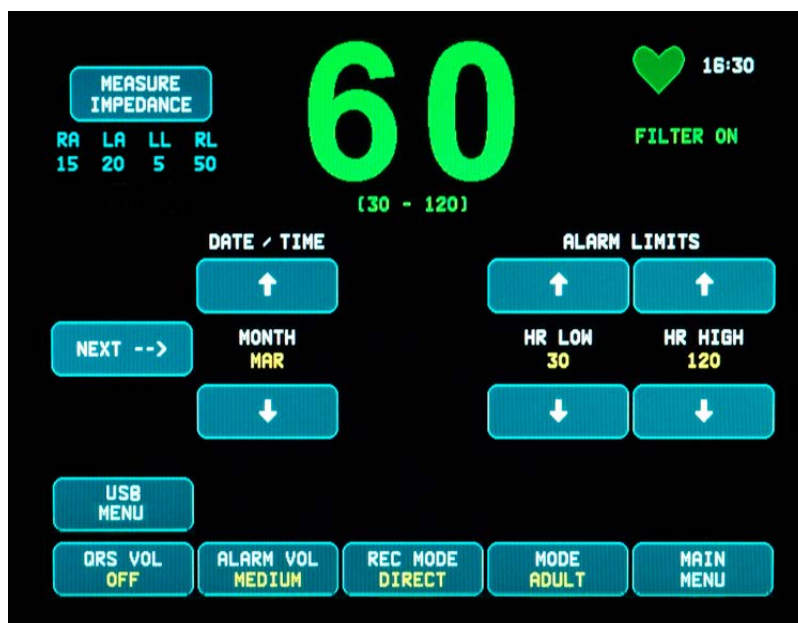 MEASURE
IMPEDANCE
RA LA LL RL
15 20 5 50
60
(30 - 120)
16:30
FILTER ON
DATE / TIME
ALARM LIMITS
NEXT -->
MONTH
MAR
HR LOW
30
HR HIGH
120
USB
MENU
QRS VOL
OFF
ALARM VOL
MEDIUM
REC MODE
DIRECT
MODE
ADULT
MAIN
MENU